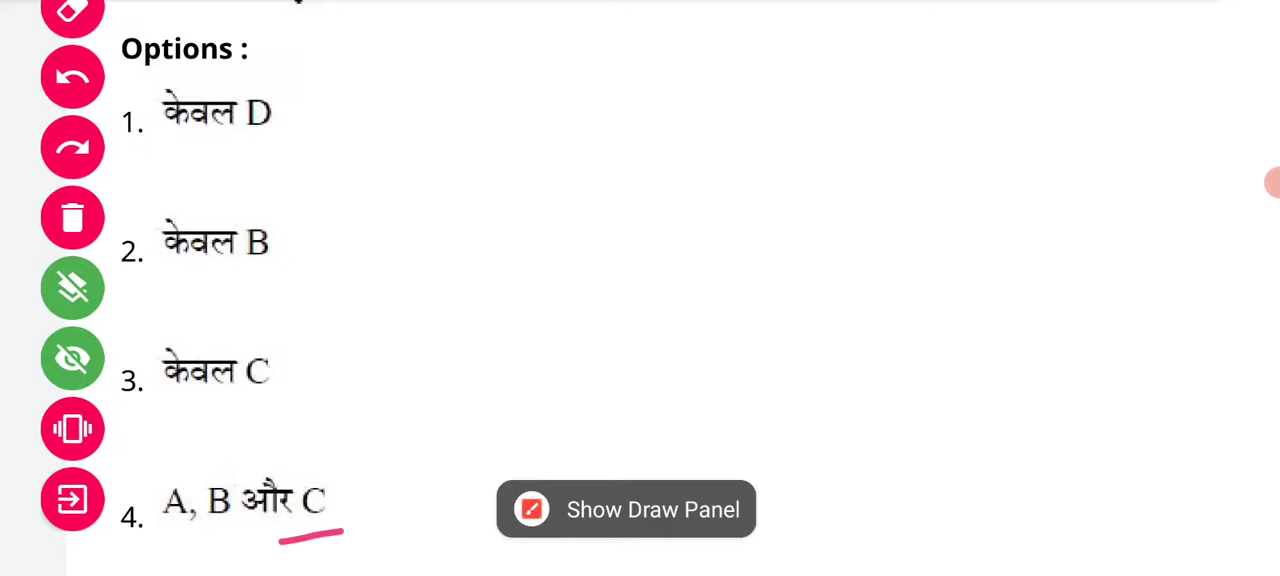 Options :
1. केवल D
2. केवल B
3. केवल C
4. A, B और C
Show Draw Panel